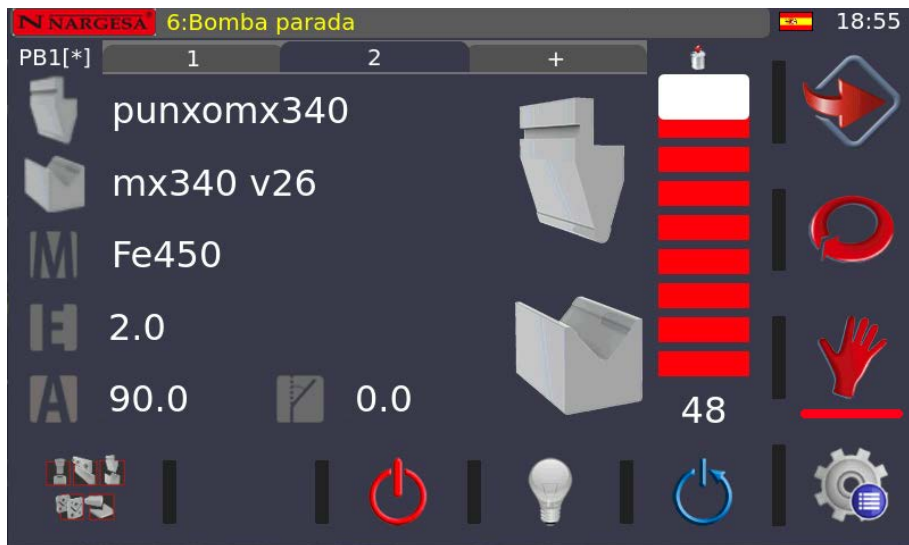 NARGESA® 6:Bomba parada 18:55
PB1[*] 1 2 +
punxomx340
mx340 v26
M Fe450
E 2.0
A 90.0 0.0
48